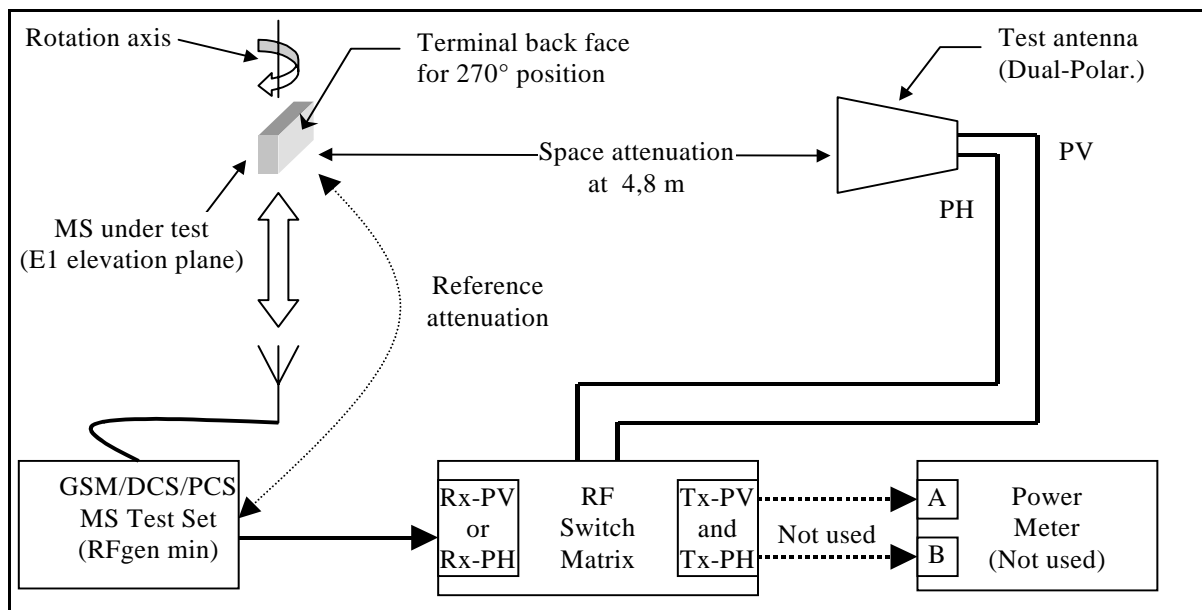 Rotation axis
Terminal back face
for 270° position
Test antenna
(Dual-Polar.)
Space attenuation
at 4,8 m
PV
PH
MS under test
(E1 elevation plane)
Reference
attenuation
GSM/DCS/PCS
MS Test Set
(RFgen min)
Rx-PV
or
Rx-PH
RF
Switch
Matrix
Tx-PV
and
Tx-PH
Not used
A
B
Power
Meter
(Not used)